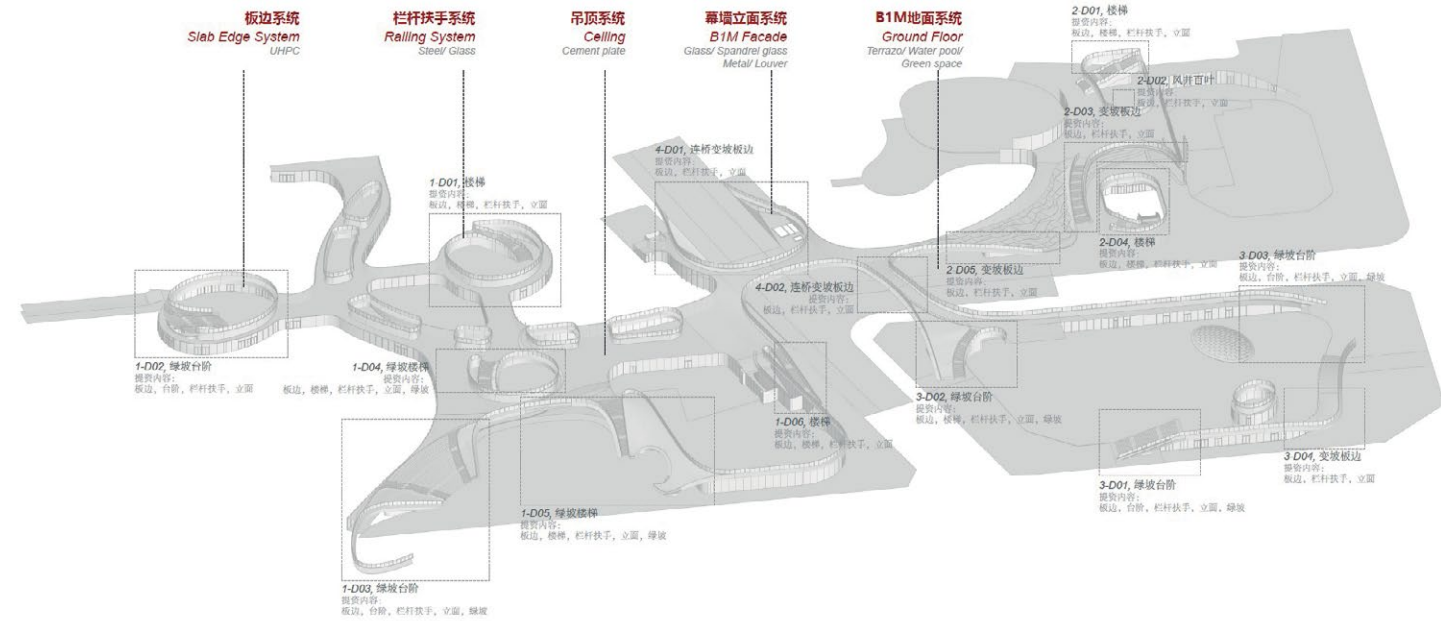 板边系统
Slab Edge System
UHPC
栏杆扶手系统
Railing System
Steel/ Glass
吊顶系统
Ceiling
Cement plate
幕墙立面系统
B1M Facade
Glass/ Spandrel glass
Metal/ Louver
B1M地面系统
Ground Floor
Terrazo/ Water pool/
Green space
2-D01, 楼梯
提资内容:
板边, 楼梯, 栏杆扶手, 立面
2-D02, 风井百叶
提资内容:
板边, 栏杆扶手, 立面
2-D03, 变坡板边
提资内容:
板边, 栏杆扶手, 立面
4-D01, 连桥变坡板边
提资内容:
板边, 栏杆扶手, 立面
1-D01, 楼梯
提资内容:
板边, 楼梯, 栏杆扶手, 立面
2-D04, 楼梯
提资内容:
板边, 楼梯, 栏杆扶手, 立面
3-D03, 绿坡台阶
提资内容:
板边, 台阶, 栏杆扶手, 立面, 绿坡
2-D05, 变坡板边
提资内容:
板边, 栏杆扶手, 立面
4-D02, 连桥变坡板边
提资内容:
板边, 栏杆扶手, 立面
1-D02, 绿坡台阶
提资内容:
板边, 台阶, 栏杆扶手, 立面
1-D04, 绿坡楼梯
提资内容:
板边, 楼梯, 栏杆扶手, 立面, 绿坡
3-D02, 绿坡台阶
提资内容:
板边, 楼梯, 栏杆扶手, 立面, 绿坡
1-D06, 楼梯
提资内容:
板边, 楼梯, 栏杆扶手, 立面
3-D04, 变坡板边
提资内容:
板边, 栏杆扶手, 立面
3-D01, 绿坡台阶
提资内容:
板边, 台阶, 栏杆扶手, 立面, 绿坡
1-D05, 绿坡楼梯
提资内容:
板边, 楼梯, 栏杆扶手, 立面, 绿坡
1-D03, 绿坡台阶
提资内容:
板边, 台阶, 栏杆扶手, 立面, 绿坡